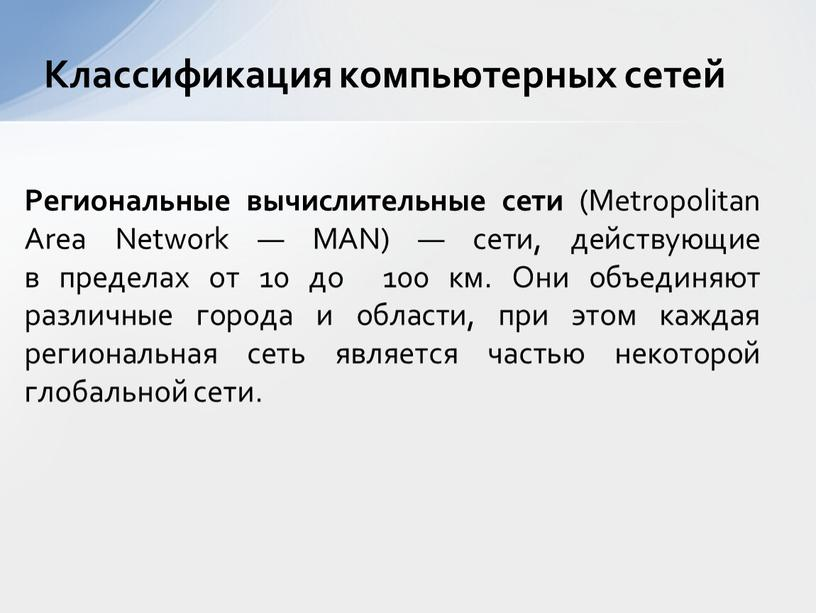 Классификация компьютерных сетей
Региональные вычислительные сети (Metropolitan
Area Network — MAN) — сети, действующие
в пределах от 10 до 100 км. Они объединяют
различные города и области, при этом каждая
региональная сеть является частью некоторой
глобальной сети.